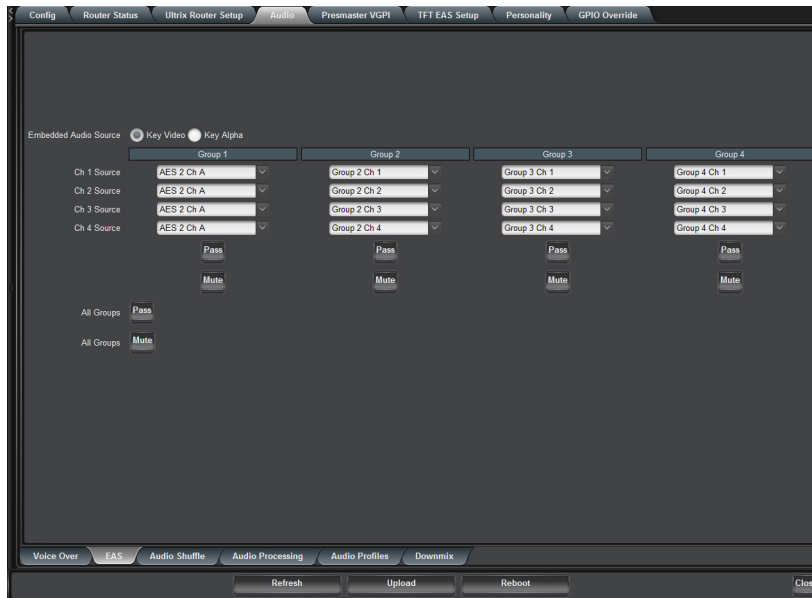 Config Router Status Ultrix Router Setup Audio Presmaster VGPI TFT EAS Setup Personality GPIO Override
Embedded Audio Source Key Video Key Alpha
Group 1 Group 2 Group 3 Group 4
Ch 1 Source AES 2 Ch A Group 2 Ch 1 Group 3 Ch 1 Group 4 Ch 1
Ch 2 Source AES 2 Ch A Group 2 Ch 2 Group 3 Ch 2 Group 4 Ch 2
Ch 3 Source AES 2 Ch A Group 2 Ch 3 Group 3 Ch 3 Group 4 Ch 3
Ch 4 Source AES 2 Ch A Group 2 Ch 4 Group 3 Ch 4 Group 4 Ch 4
Pass Pass Pass Pass
Mute Mute Mute Mute
All Groups Pass
All Groups Mute
Voice Over EAS Audio Shuffle Audio Processing Audio Profiles Downmix
Refresh Upload Reboot Clos